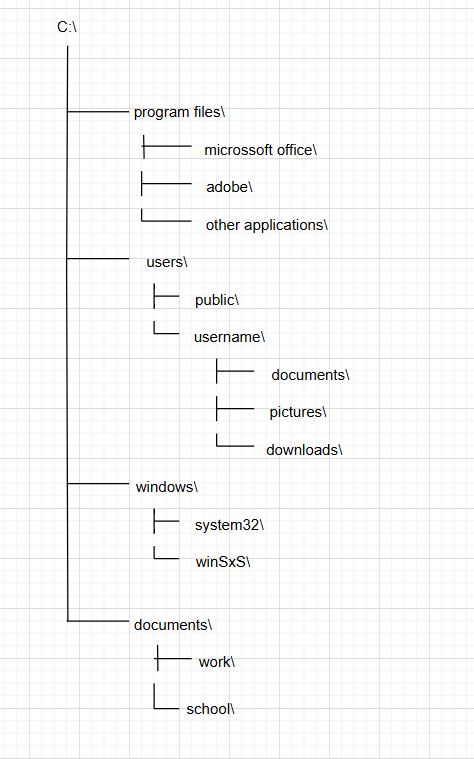 C:\
program files\
microssoft office\
adobe\
other applications\
users\
public\
username\
documents\
pictures\
downloads\
windows\
system32\
winSxS\
documents\
work\
school\